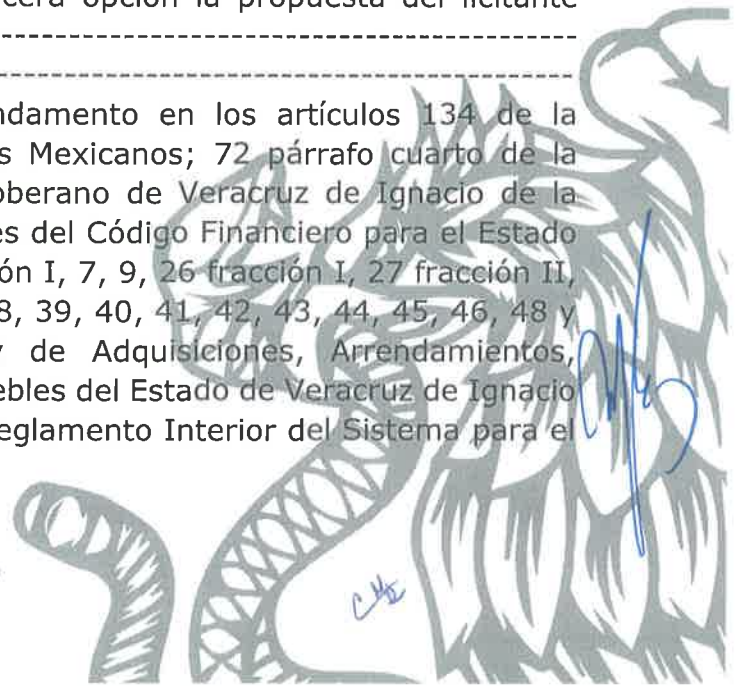 cera opción la propuesta del licitante
------------------------------------------------
------------------------------------------------
ndamento en los artículos 134 de la
s Mexicanos; 72 párrafo cuarto de la
oberano de Veracruz de Ignacio de la
es del Código Financiero para el Estado
ión I, 7, 9, 26 fracción I, 27 fracción II,
8, 39, 40, 41, 42, 43, 44, 45, 46, 48 y
y de Adquisiciones, Arrendamientos,
ebles del Estado de Veracruz de Ignacio
eglamento Interior del Sistema para el